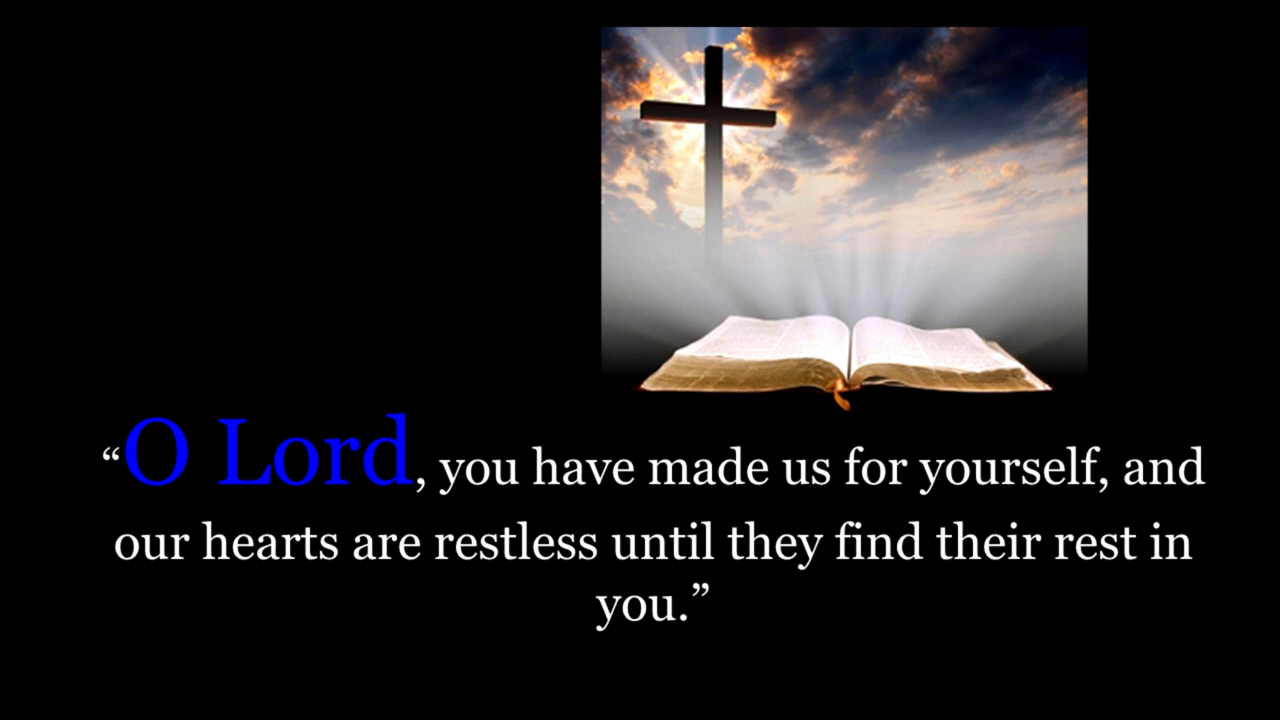 “O Lord, you have made us for yourself, and
our hearts are restless until they find their rest in
you.”